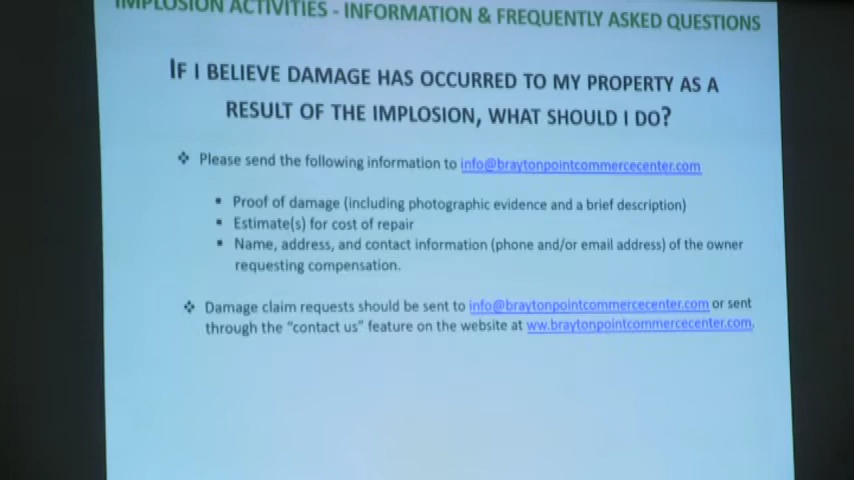 IMPLOSION ACTIVITIES - INFORMATION & FREQUENTLY ASKED QUESTIONS
IF I BELIEVE DAMAGE HAS OCCURRED TO MY PROPERTY AS A
RESULT OF THE IMPLOSION, WHAT SHOULD I DO?
❖ Please send the following information to info@braytonpointcommercecenter.com
▪ Proof of damage (including photographic evidence and a brief description)
▪ Estimate(s) for cost of repair
▪ Name, address, and contact information (phone and/or email address) of the owner
requesting compensation.
❖ Damage claim requests should be sent to info@braytonpointcommercecenter.com or sent
through the “contact us” feature on the website at ww.braytonpointcommercecenter.com.